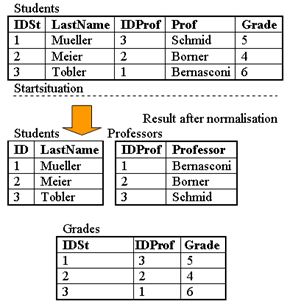 Students
IDSt LastName IDProf Prof Grade
1 Mueller 3 Schmid 5
2 Meier 2 Borner 4
3 Tobler 1 Bernasconi 6
Startsituation
Result after normalisation
Students Professors
ID LastName IDProf Professor
1 Mueller 1 Bernasconi
2 Meier 2 Borner
3 Tobler 3 Schmid
Grades
IDSt IDProf Grade
1 3 5
2 2 4
3 1 6